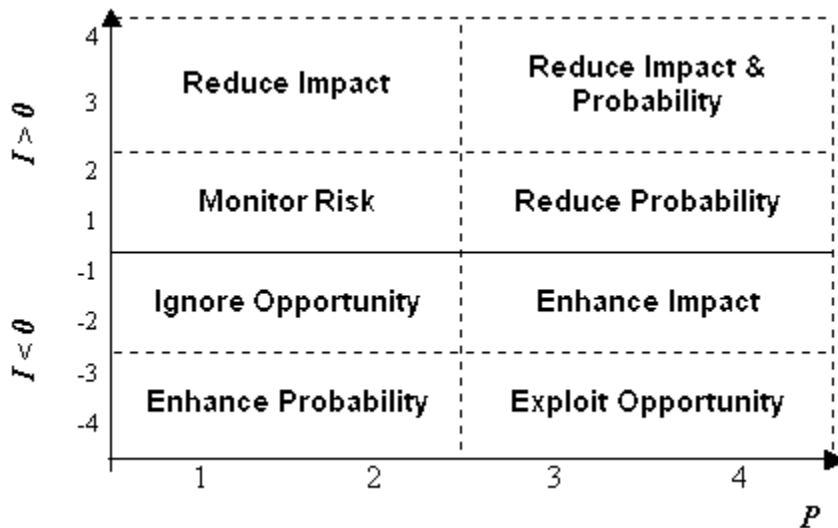 4
Reduce Impact
Reduce Impact &
Probability
3
I > 0
2
Monitor Risk
Reduce Probability
1
-1
Ignore Opportunity
Enhance Impact
-2
I < 0
-3
Enhance Probability
Exploit Opportunity
-4
1
2
3
4
P